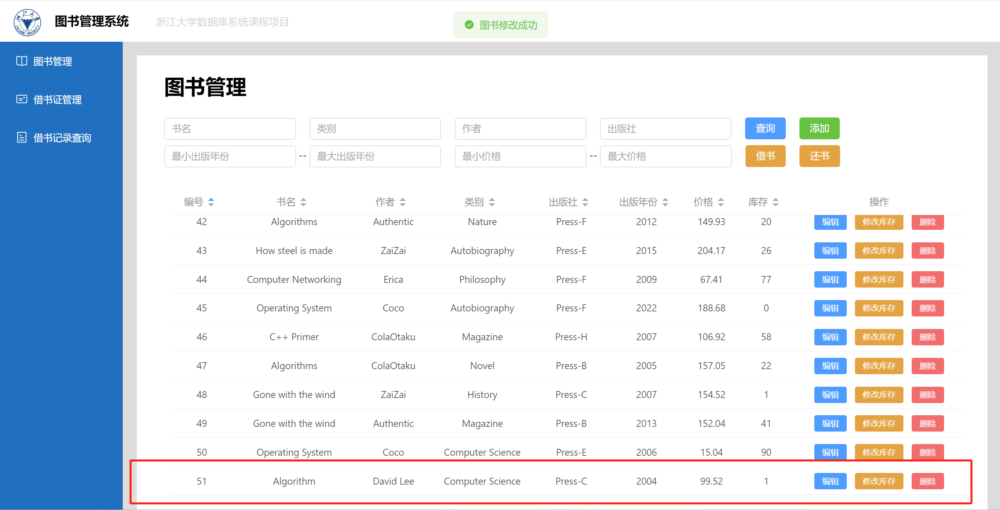 图书管理系统
浙江大学数据库系统课程项目
图书修改成功
浙江大学
ZHEJIANG UNIVERSITY
1897
图书管理
借书证管理
借书记录查询
图书管理
书名 类别 作者 出版社 查询 添加
最小出版年份 -- 最大出版年份 最小价格 -- 最大价格 借书 还书
编号 书名 作者 类别 出版社 出版年份 价格 库存 操作
42 Algorithms Authentic Nature Press-F 2012 149.93 20 编辑 修改库存 删除
43 How steel is made ZaiZai Autobiography Press-E 2015 204.17 26 编辑 修改库存 删除
44 Computer Networking Erica Philosophy Press-F 2009 67.41 77 编辑 修改库存 删除
45 Operating System Coco Autobiography Press-F 2022 188.68 0 编辑 修改库存 删除
46 C++ Primer ColaOtaku Magazine Press-H 2007 106.92 58 编辑 修改库存 删除
47 Algorithms ColaOtaku Novel Press-B 2005 157.05 22 编辑 修改库存 删除
48 Gone with the wind ZaiZai History Press-C 2007 154.52 1 编辑 修改库存 删除
49 Gone with the wind Authentic Magazine Press-B 2013 152.04 41 编辑 修改库存 删除
50 Operating System Coco Computer Science Press-E 2006 15.04 90 编辑 修改库存 删除
51 Algorithm David Lee Computer Science Press-C 2004 99.52 1 编辑 修改库存 删除